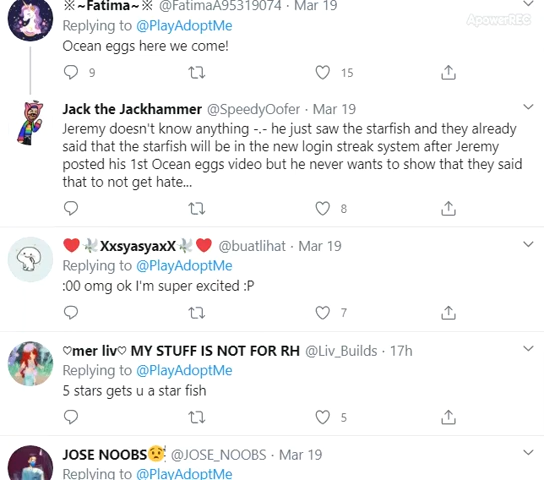 ※~Fatima~※ @FatimaA95319074 · Mar 19
ApowerREC
Replying to @PlayAdoptMe
Ocean eggs here we come!
9 15
Jack the Jackhammer @SpeedyOofer · Mar 19
Jeremy doesn't know anything -.- he just saw the starfish and they already
said that the starfish will be in the new login streak system after Jeremy
posted his 1st Ocean eggs video but he never wants to show that they said
that to not get hate...
8
❤️🕊️XxsyasyaxX🕊️❤️ @buatlihat · Mar 19
Replying to @PlayAdoptMe
:00 omg ok I'm super excited :P
7
♡mer liv♡ MY STUFF IS NOT FOR RH @Liv_Builds · 17h
Replying to @PlayAdoptMe
5 stars gets u a star fish
5
JOSE NOOBS😥 @JOSE_NOOBS · Mar 19
Replying to @PlayAdoptMe